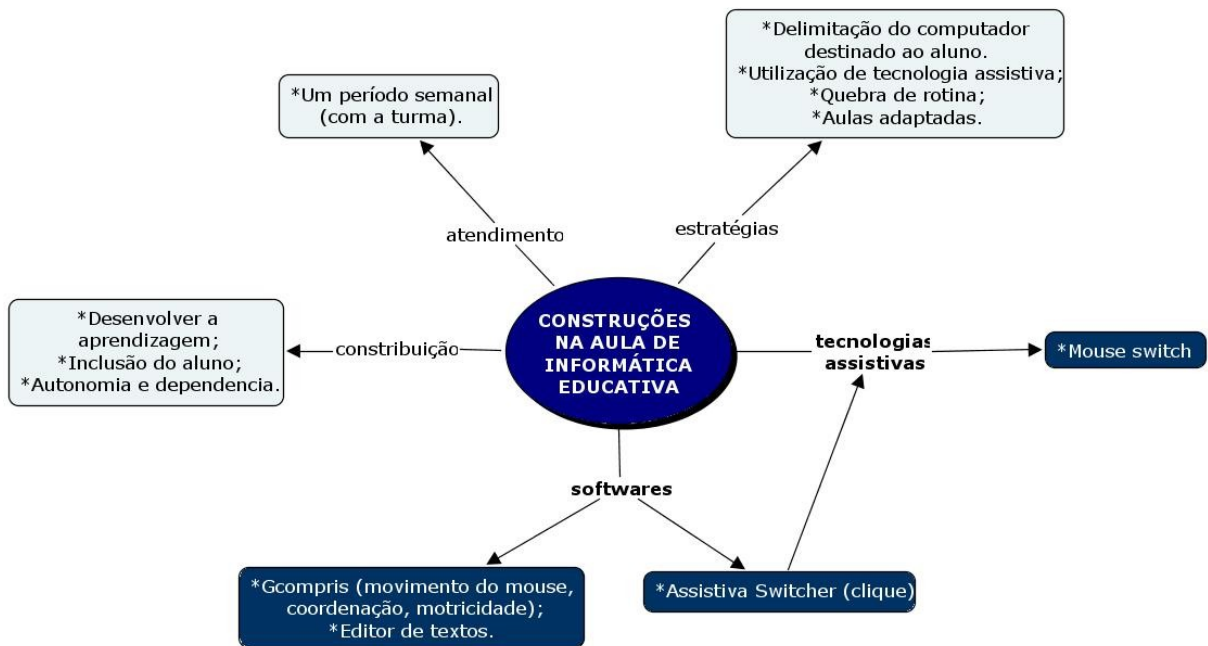 *Delimitação do computador
destinado ao aluno.
*Utilização de tecnologia assistiva;
*Quebra de rotina;
*Aulas adaptadas.
*Um período semanal
(com a turma).
atendimento
estratégias
CONSTRUÇÕES
NA AULA DE
INFORMÁTICA
EDUCATIVA
*Desenvolver a
aprendizagem;
*Inclusão do aluno;
*Autonomia e dependencia.
constribuição
tecnologias
assistivas
*Mouse switch
softwares
*Gcompris (movimento do mouse,
coordenação, motricidade);
*Editor de textos.
*Assistiva Switcher (clique)